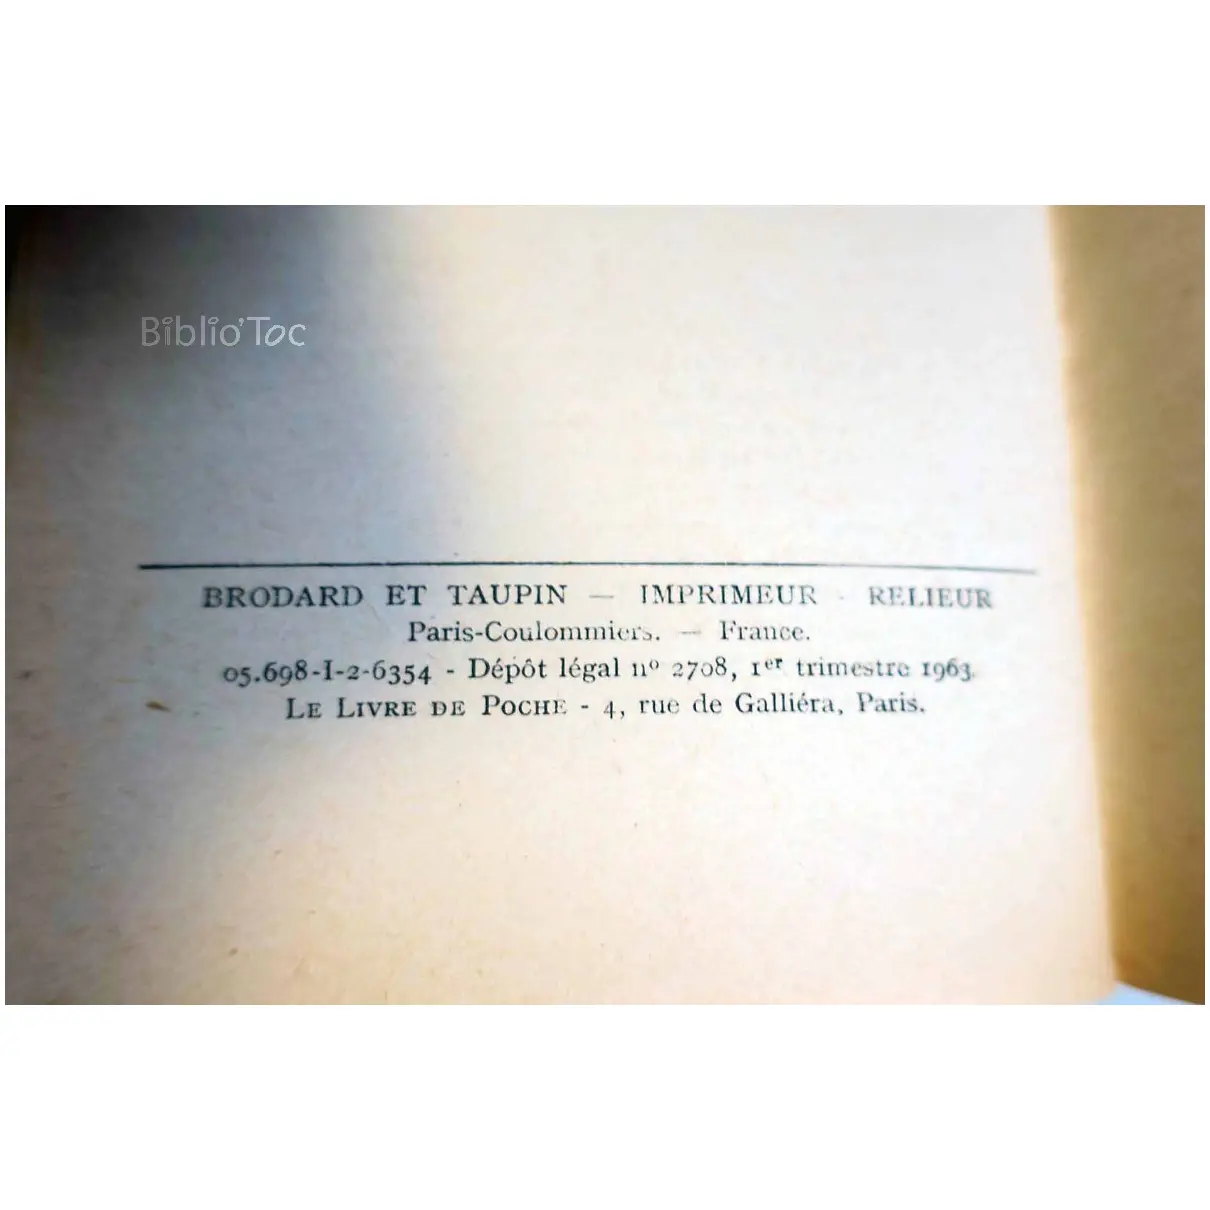 Biblio'Toc
BRODARD ET TAUPIN — IMPRIMEUR - RELIEUR
Paris-Coulommiers. — France.
05.698-I-2-6354 - Dépôt légal nº 2708, 1er trimestre 1963.
LE LIVRE DE POCHE - 4, rue de Galliéra, Paris.